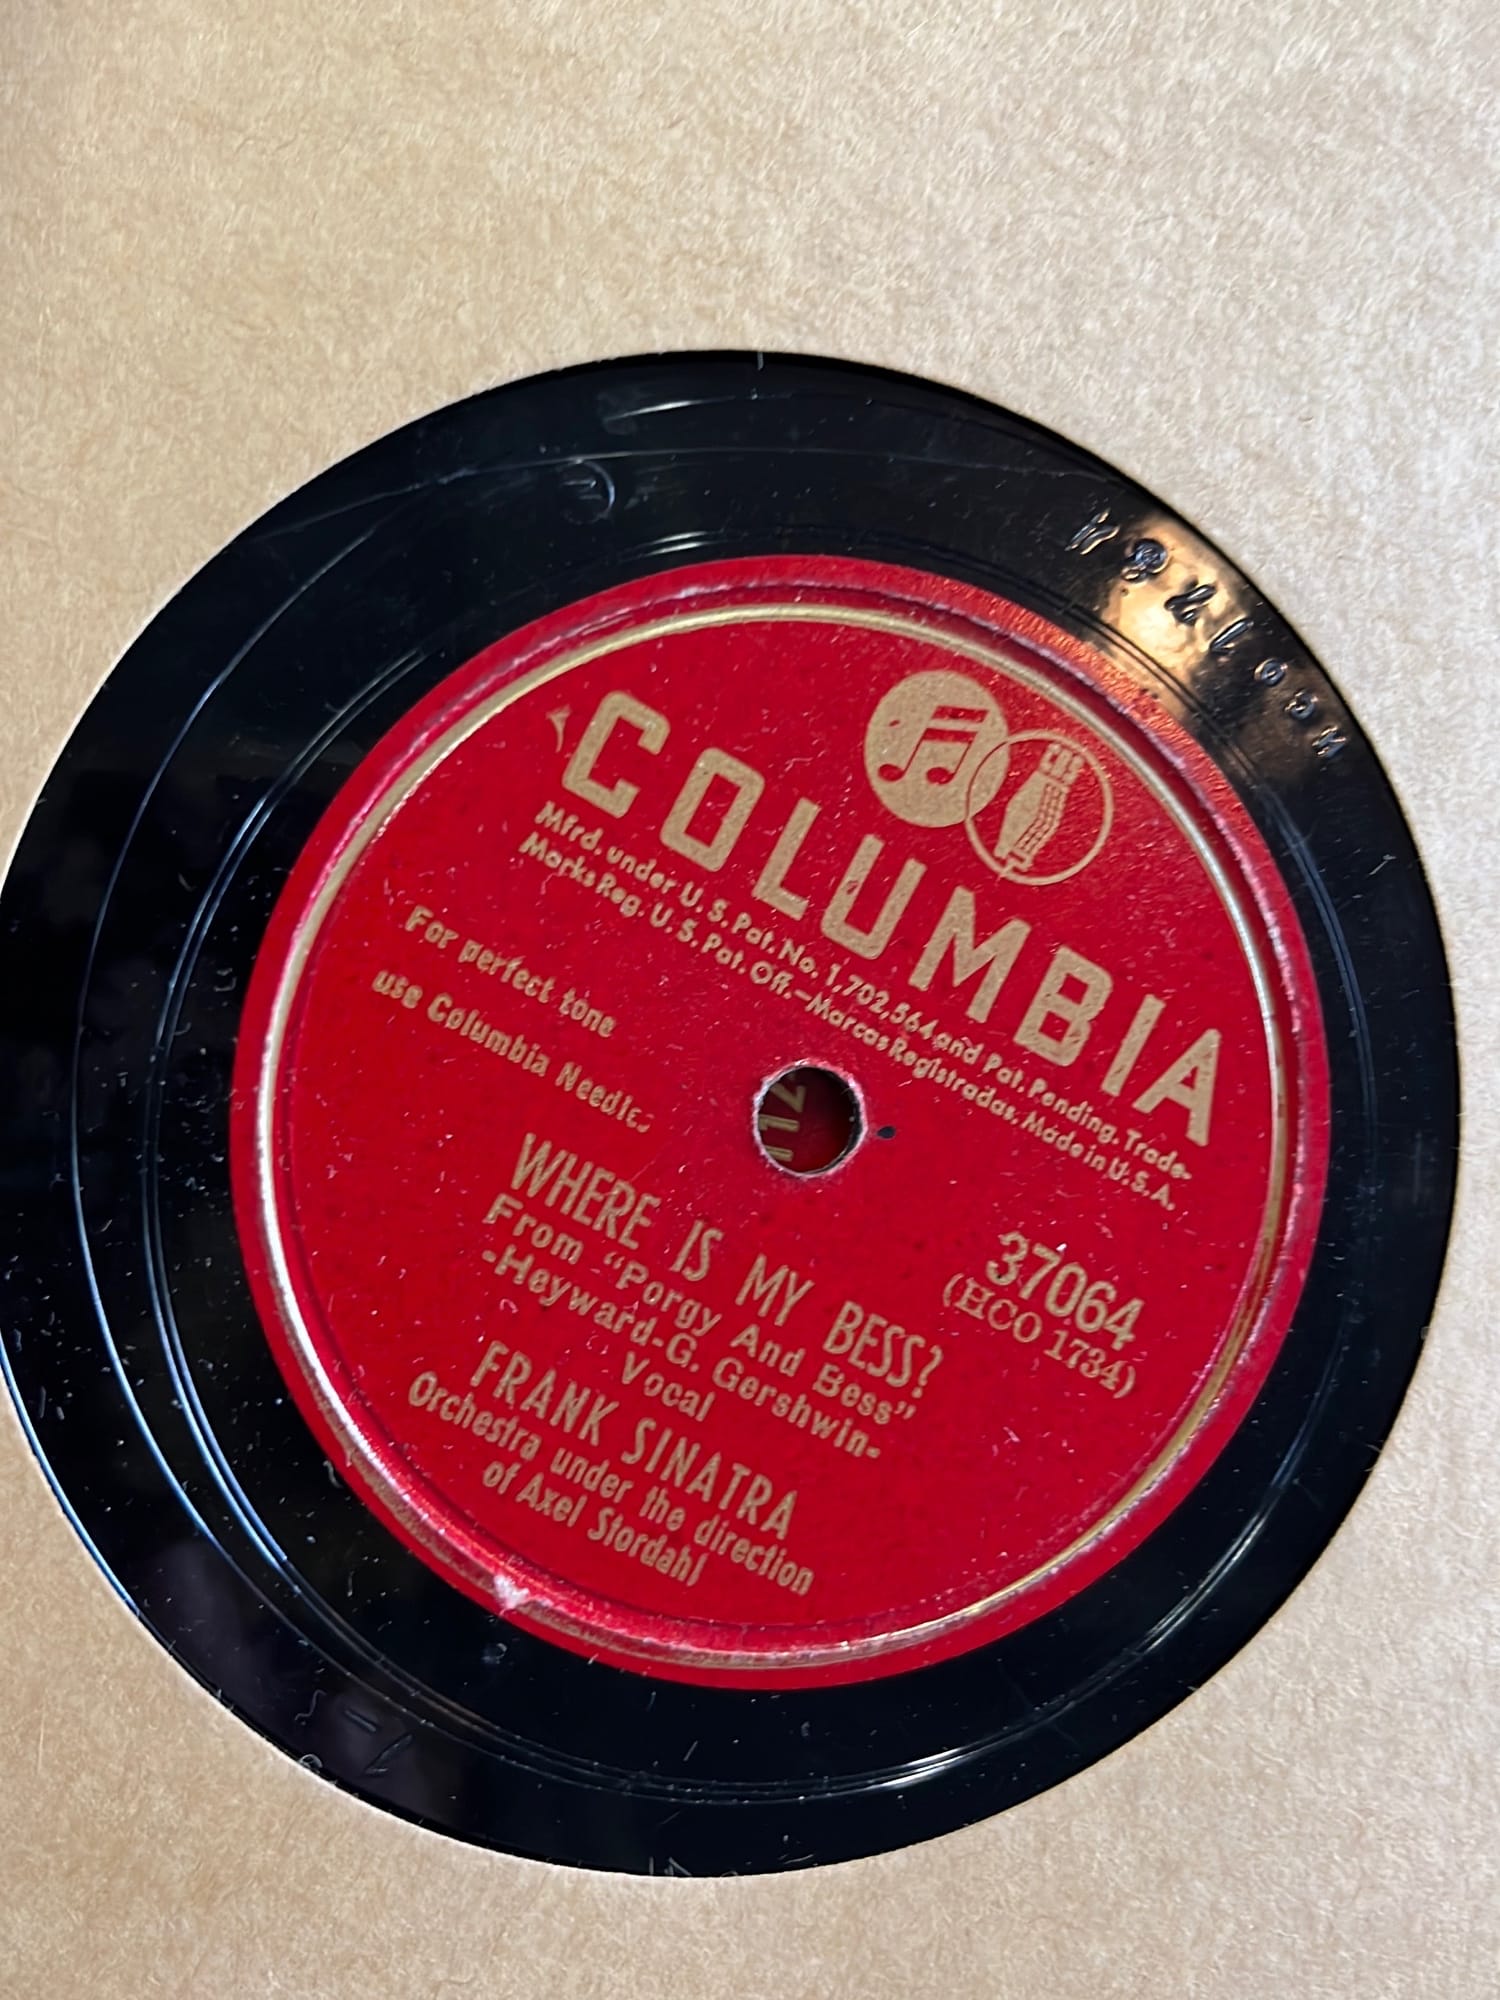 CBS
COLUMBIA
Mfrd. under U. S. Pat. No. 1,702,564 and Pat. Pending. Trade-
Marks Reg. U. S. Pat. Off.—Marcas Registradas. Made in U. S. A.
For perfect tone
use Columbia Needles
37064
(HCO 1734)
WHERE IS MY BESS?
From "Porgy And Bess"
-Heyward-G. Gershwin-
Vocal
FRANK SINATRA
Orchestra under the direction
of Axel Stordahl